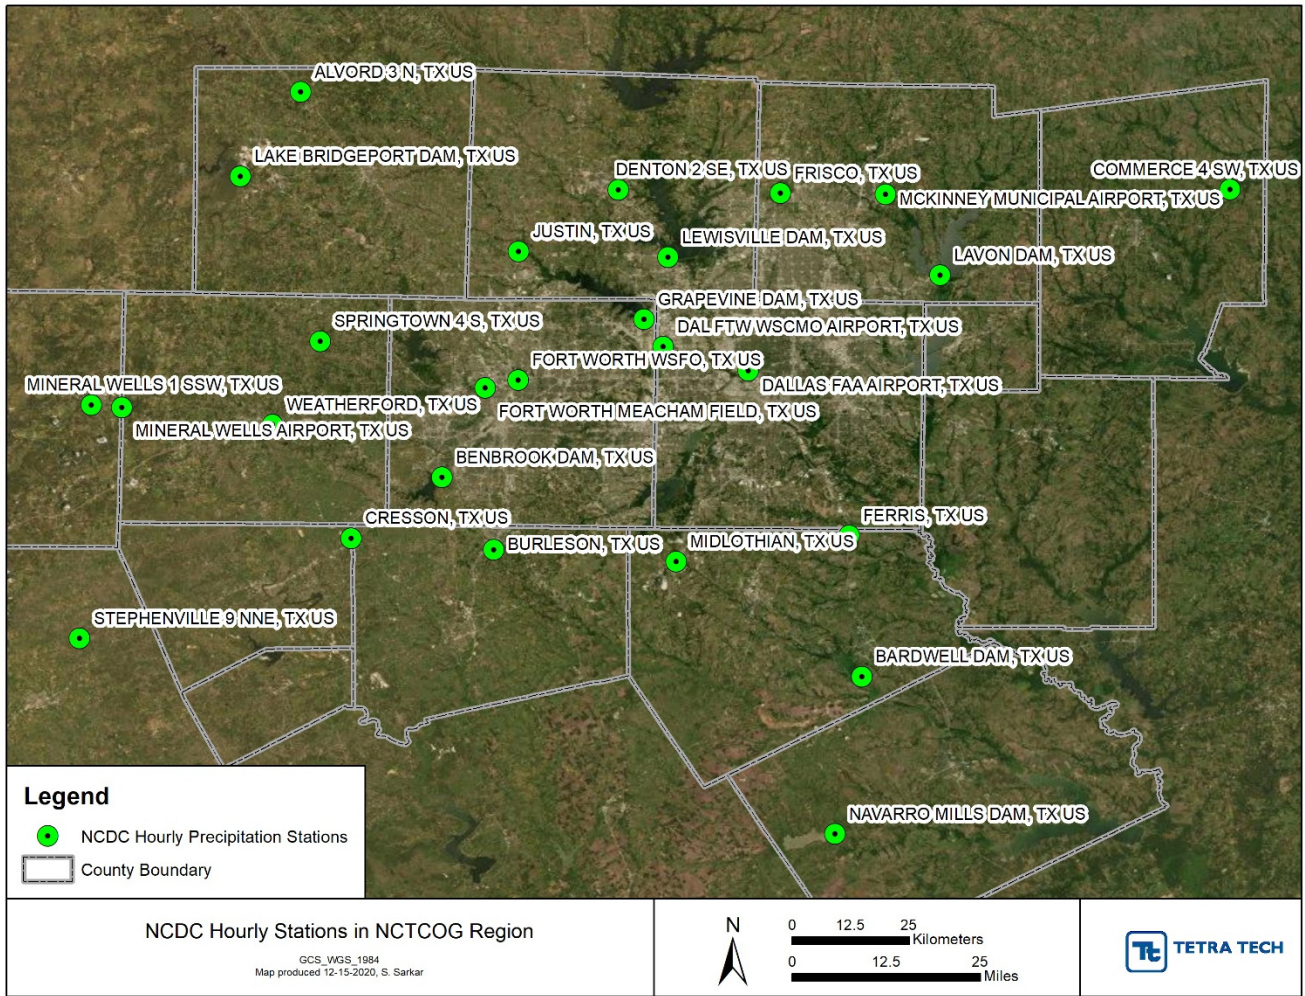 ALVORD 3 N, TX US
LAKE BRIDGEPORT DAM, TX US
DENTON 2 SE, TX US
FRISCO, TX US
COMMERCE 4 SW, TX US
MCKINNEY MUNICIPAL AIRPORT, TX US
JUSTIN, TX US
LEWISVILLE DAM, TX US
LAVON DAM, TX US
GRAPEVINE DAM, TX US
SPRINGTOWN 4 S, TX US
DAL FTW WSCMO AIRPORT, TX US
FORT WORTH WSFO, TX US
MINERAL WELLS 1 SSW, TX US
DALLAS FAA AIRPORT, TX US
WEATHERFORD, TX US
FORT WORTH MEACHAM FIELD, TX US
MINERAL WELLS AIRPORT, TX US
BENBROOK DAM, TX US
CRESSON, TX US
FERRIS, TX US
BURLESON, TX US
MIDLOTHIAN, TX US
STEPHENVILLE 9 NNE, TX US
BARDWELL DAM, TX US
NAVARRO MILLS DAM, TX US
Legend
NCDC Hourly Precipitation Stations
County Boundary
NCDC Hourly Stations in NCTCOG Region
GCS_WGS_1984
Map produced 12-15-2020, S. Sarkar
N
0 12.5 25
Kilometers
0 12.5 25
Miles
Tt TETRA TECH